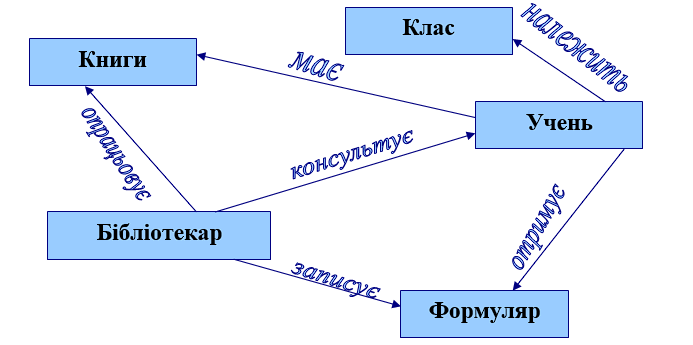 Клас
належить
Книги
має
Учень
опрацьовує
консультує
Бібліотекар
отримує
записує
Формуляр